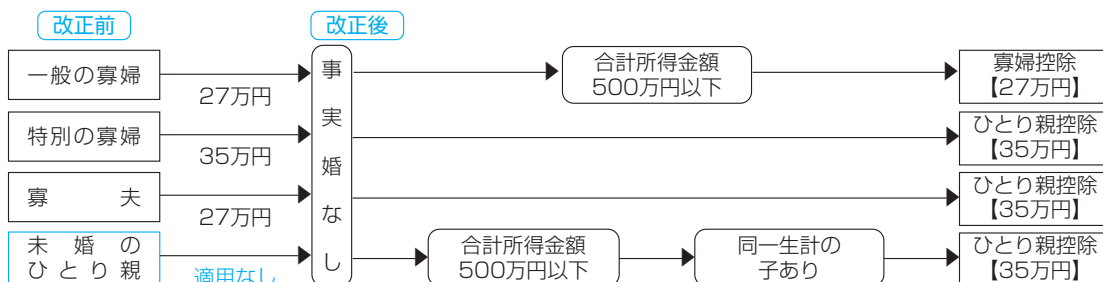 改正前
改正後
一般の寡婦
27万円
事実婚なし
合計所得金額
500万円以下
寡婦控除
【27万円】
特別の寡婦
35万円
ひとり親控除
【35万円】
寡夫
27万円
ひとり親控除
【35万円】
未婚の
ひとり親
適用なし
合計所得金額
500万円以下
同一生計の
子あり
ひとり親控除
【35万円】